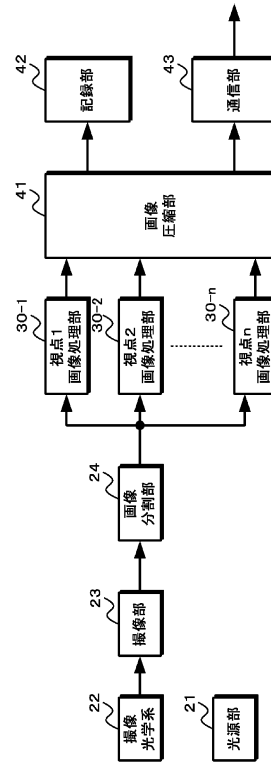 21
光源部
22
撮像
光学系
23
撮像部
24
画像
分割部
30-1
視点1
画像処理部
30-2
視点2
画像処理部
30-n
視点n
画像処理部
41
画像
圧縮部
42
記録部
43
通信部